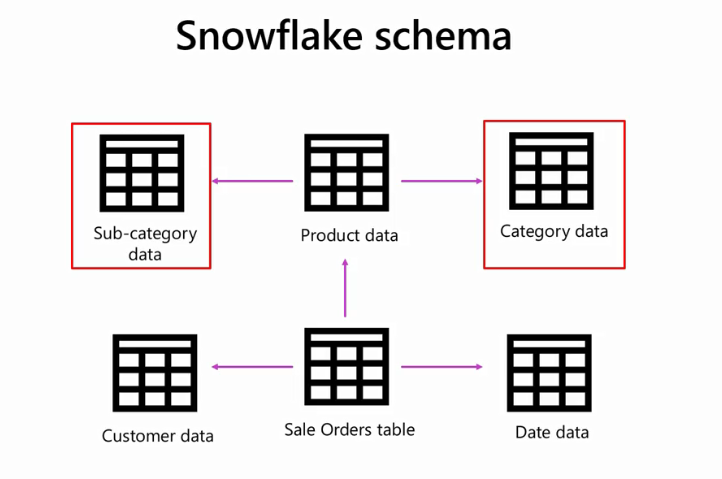 Snowflake schema
Sub-category
data
Product data
Category data
Customer data
Sale Orders table
Date data